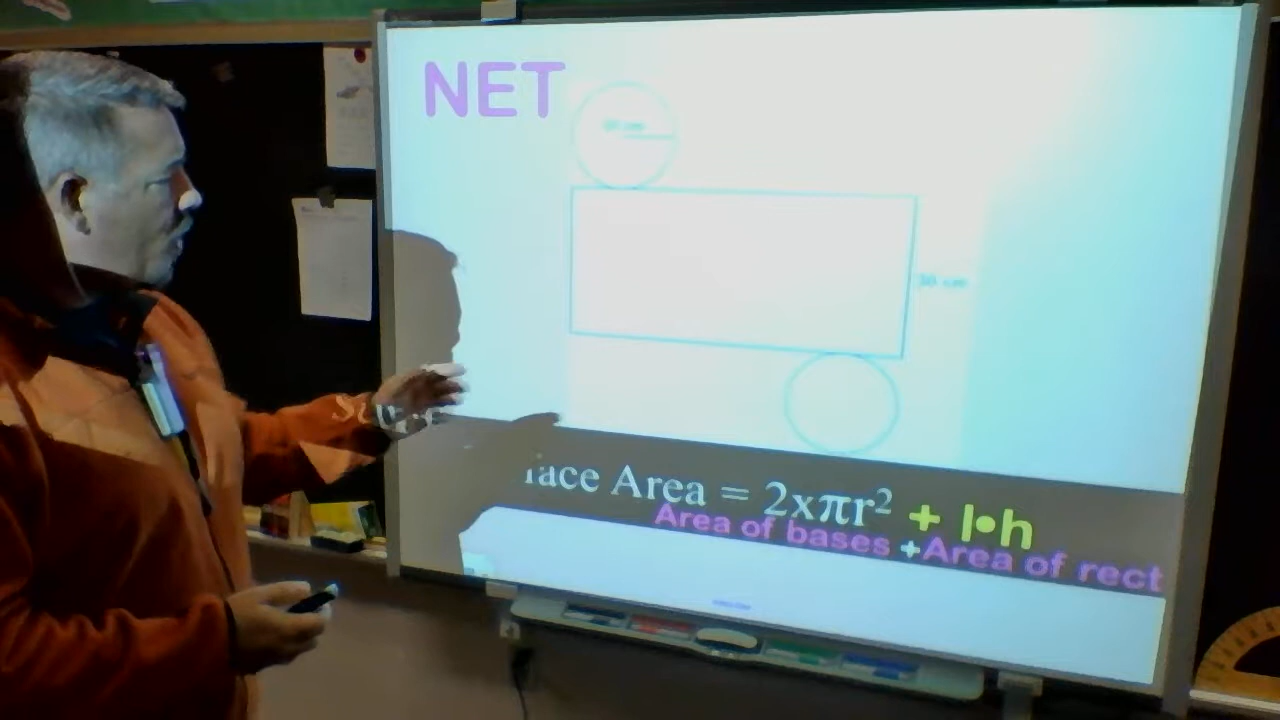 NET
face Area = 2xπr² + l•h
Area of bases + Area of rect